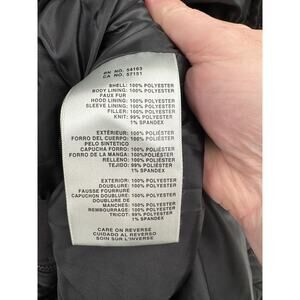 RN NO. 54163
CA NO. 57151
SHELL: 100% POLYESTER
BODY LINING: 100% POLYESTER
FAUX FUR
HOOD LINING: 100% POLYESTER
SLEEVE LINING: 100% POLYESTER
FILLER: 100% POLYESTER
KNIT: 99% POLYESTER
1% SPANDEX
EXTÉRIEUR: 100% POLIÉSTER
FORRO DEL CUERPO: 100% POLIÉSTER
PELO SINTETICO
CAPUCHA FORRO: 100% POLIÉSTER
FORRO DE LA MANGA: 100%POLIÉSTER
RELLENO: 100% POLIÉSTER
TEJIDO: 99% POLIÉSTER
1% SPANDEX
EXTERIOR: 100% POLYESTER
DOUBLURE: 100% POLYESTER
FAUSSE FOURRURE
CAPUCHON DOUBLURE: 100% POLYESTER
DOUBLURE DE
MANCHES: 100% POLYESTER
REMBOURRAGE: 100% POLYESTER
TRICOT: 99% POLYESTER
1% SPANDEX
CARE ON REVERSE
CUIDADO AL REVERSO
SOIN SUR L'INVERSE